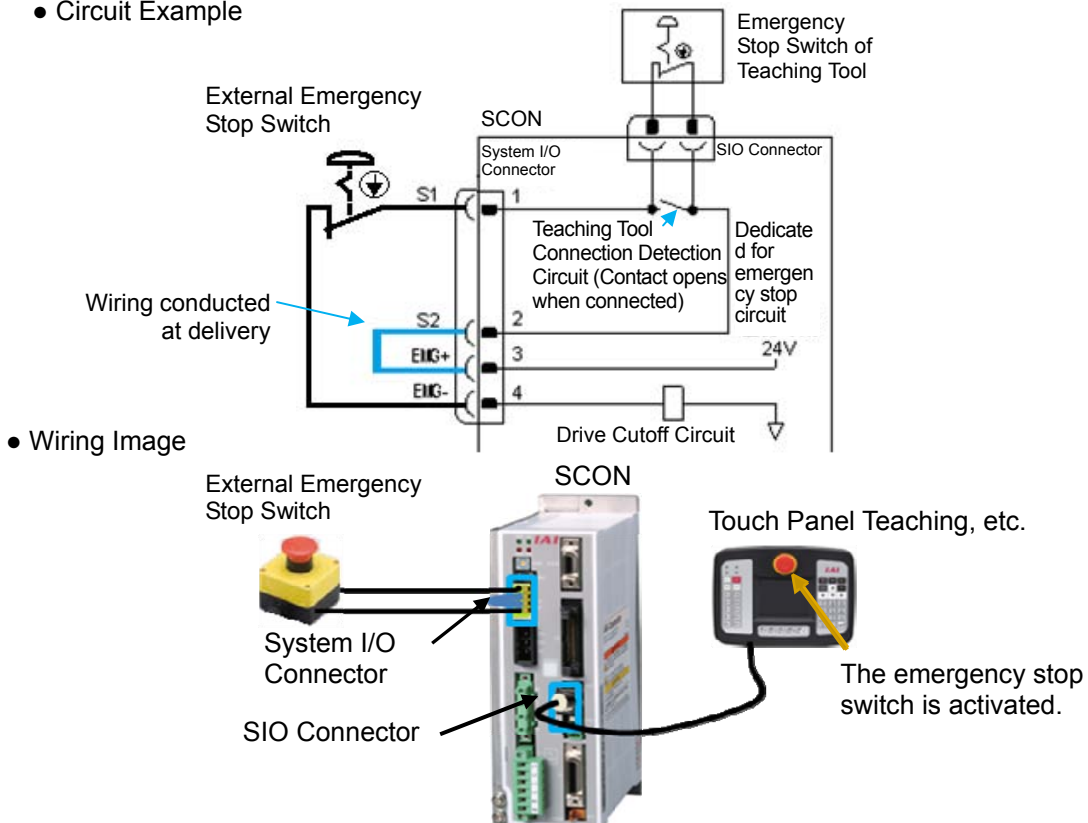 ● Circuit Example
Emergency
Stop Switch of
Teaching Tool
External Emergency
Stop Switch
SCON
System I/O
Connector
SIO Connector
S1
1
Teaching Tool
Connection Detection
Circuit (Contact opens
when connected)
Dedicate
d for
emergen
cy stop
circuit
Wiring conducted
at delivery
S2
2
EMG+
3
24V
EMG-
4
Drive Cutoff Circuit
● Wiring Image
External Emergency
Stop Switch
SCON
IAI
Touch Panel Teaching, etc.
IAI
System I/O
Connector
SIO Connector
The emergency stop
switch is activated.